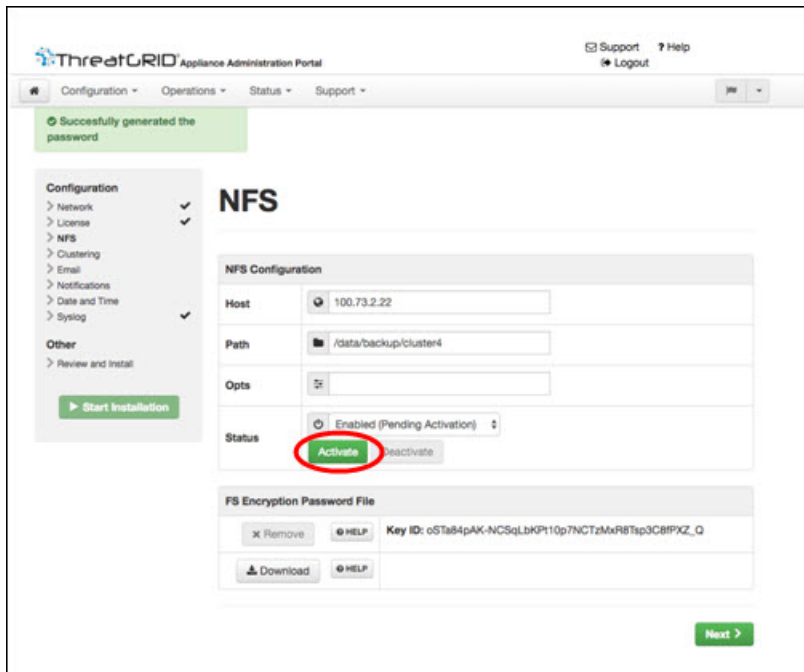 ThreatGRID Appliance Administration Portal
Support ? Help
Logout
Configuration Operations Status Support
Succesfully generated the
password
Configuration
Network
License
NFS
Clustering
Email
Notifications
Date and Time
Syslog
Other
Review and Install
Start Installation
NFS
NFS Configuration
Host 100.73.2.22
Path /data/backup/cluster4
Opts
Status Enabled (Pending Activation)
Activate Deactivate
FS Encryption Password File
Remove HELP Key ID: oSTa84pAK-NCSqLbKPt10p7NCTzMxR8Tsp3C8fPXZ_Q
Download HELP
Next